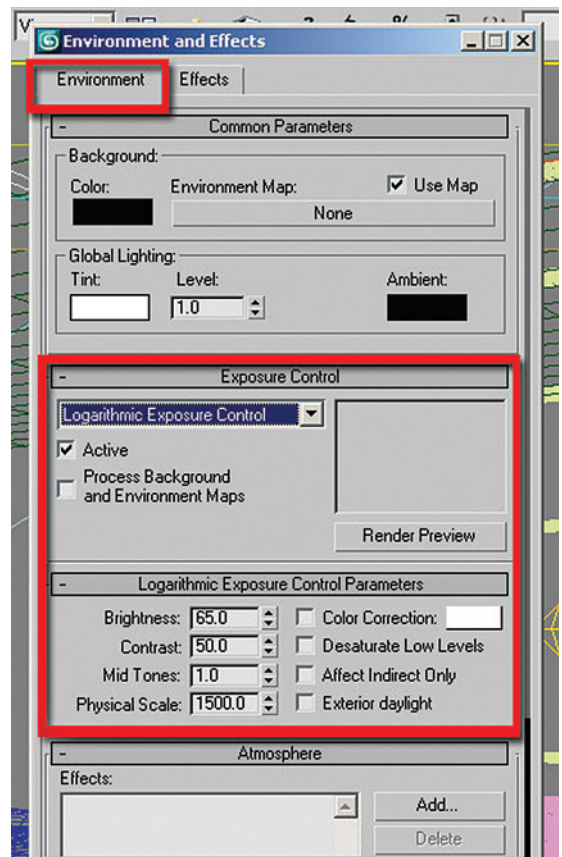 Environment and Effects
Environment Effects
- Common Parameters
Background:
Color: Environment Map: Use Map
None
Global Lighting:
Tint: Level: Ambient:
1.0
- Exposure Control
Logarithmic Exposure Control
Active
Process Background
and Environment Maps
Render Preview
- Logarithmic Exposure Control Parameters
Brightness: 65.0 Color Correction:
Contrast: 50.0 Desaturate Low Levels
Mid Tones: 1.0 Affect Indirect Only
Physical Scale: 1500.0 Exterior daylight
- Atmosphere
Effects:
Add...
Delete